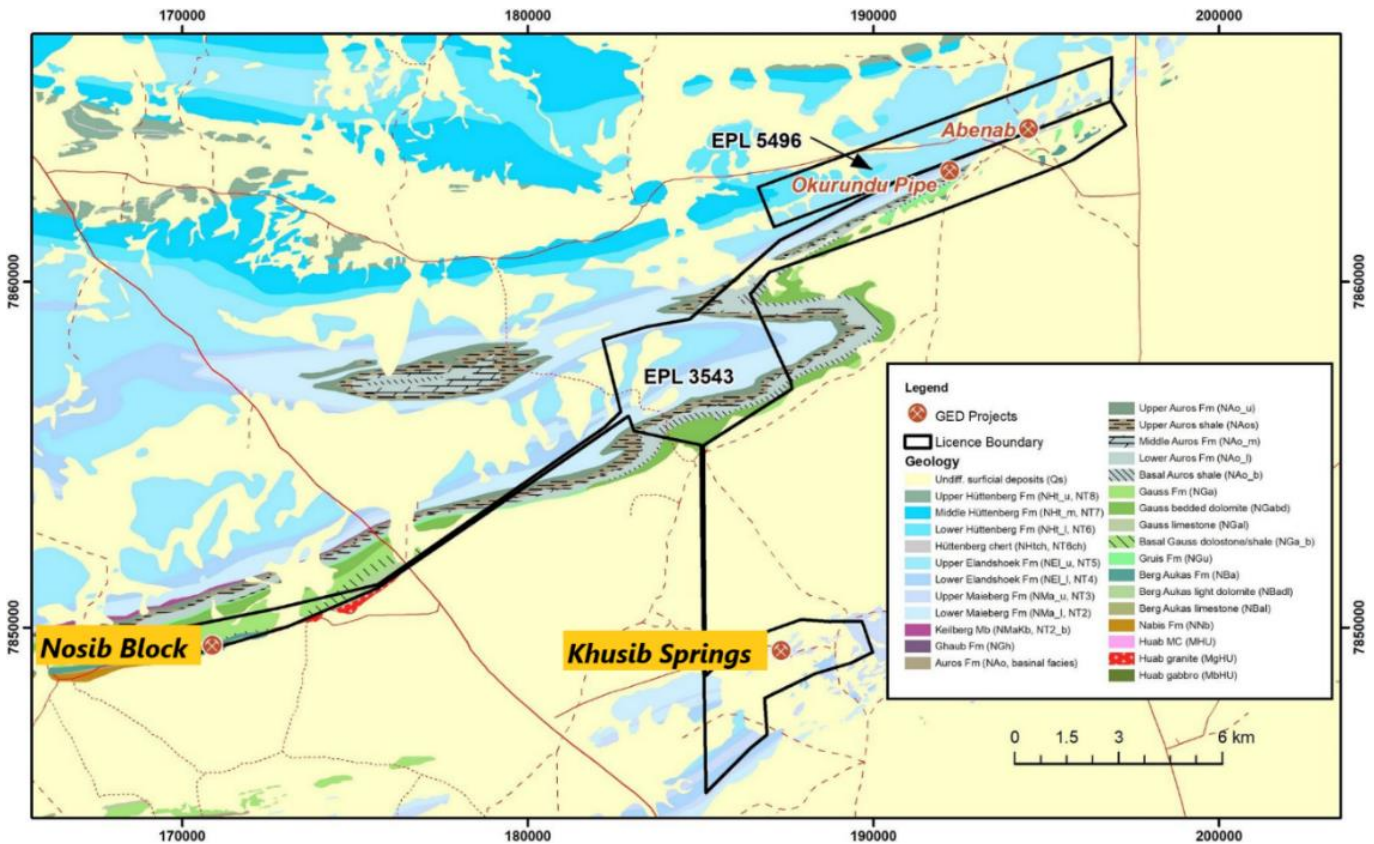 170000
180000
190000
200000
Abenab
EPL 5496
Okurundu Pipe
7860000
7860000
EPL 3543
Nosib Block
Khusib Springs
7850000
7850000
Legend
GED Projects
Licence Boundary
Geology
Undiff. surficial deposits (Qs)
Upper Hüttenberg Fm (NHt_u, NT8)
Middle Hüttenberg Fm (NHt_m, NT7)
Lower Hüttenberg Fm (NHt_l, NT6)
Hüttenberg chert (NHtch, NT6ch)
Upper Elandshoek Fm (NEl_u, NT5)
Lower Elandshoek Fm (NEl_l, NT4)
Upper Maieberg Fm (NMa_u, NT3)
Lower Maieberg Fm (NMa_l, NT2)
Keilberg Mb (NMaKb, NT2_b)
Ghaub Fm (NGh)
Auros Fm (NAo, basinal facies)
Upper Auros Fm (NAo_u)
Upper Auros shale (NAos)
Middle Auros Fm (NAo_m)
Lower Auros Fm (NAo_l)
Basal Auros shale (NAo_b)
Gauss Fm (NGa)
Gauss bedded dolomite (NGabd)
Gauss limestone (NGal)
Basal Gauss dolostone/shale (NGa_b)
Gruis Fm (NGu)
Berg Aukas Fm (NBa)
Berg Aukas light dolomite (NBadl)
Berg Aukas limestone (NBal)
Nabis Fm (NNb)
Huab MC (MHU)
Huab granite (MgHU)
Huab gabbro (MbHU)
0 1.5 3 6 km
170000
180000
190000
200000